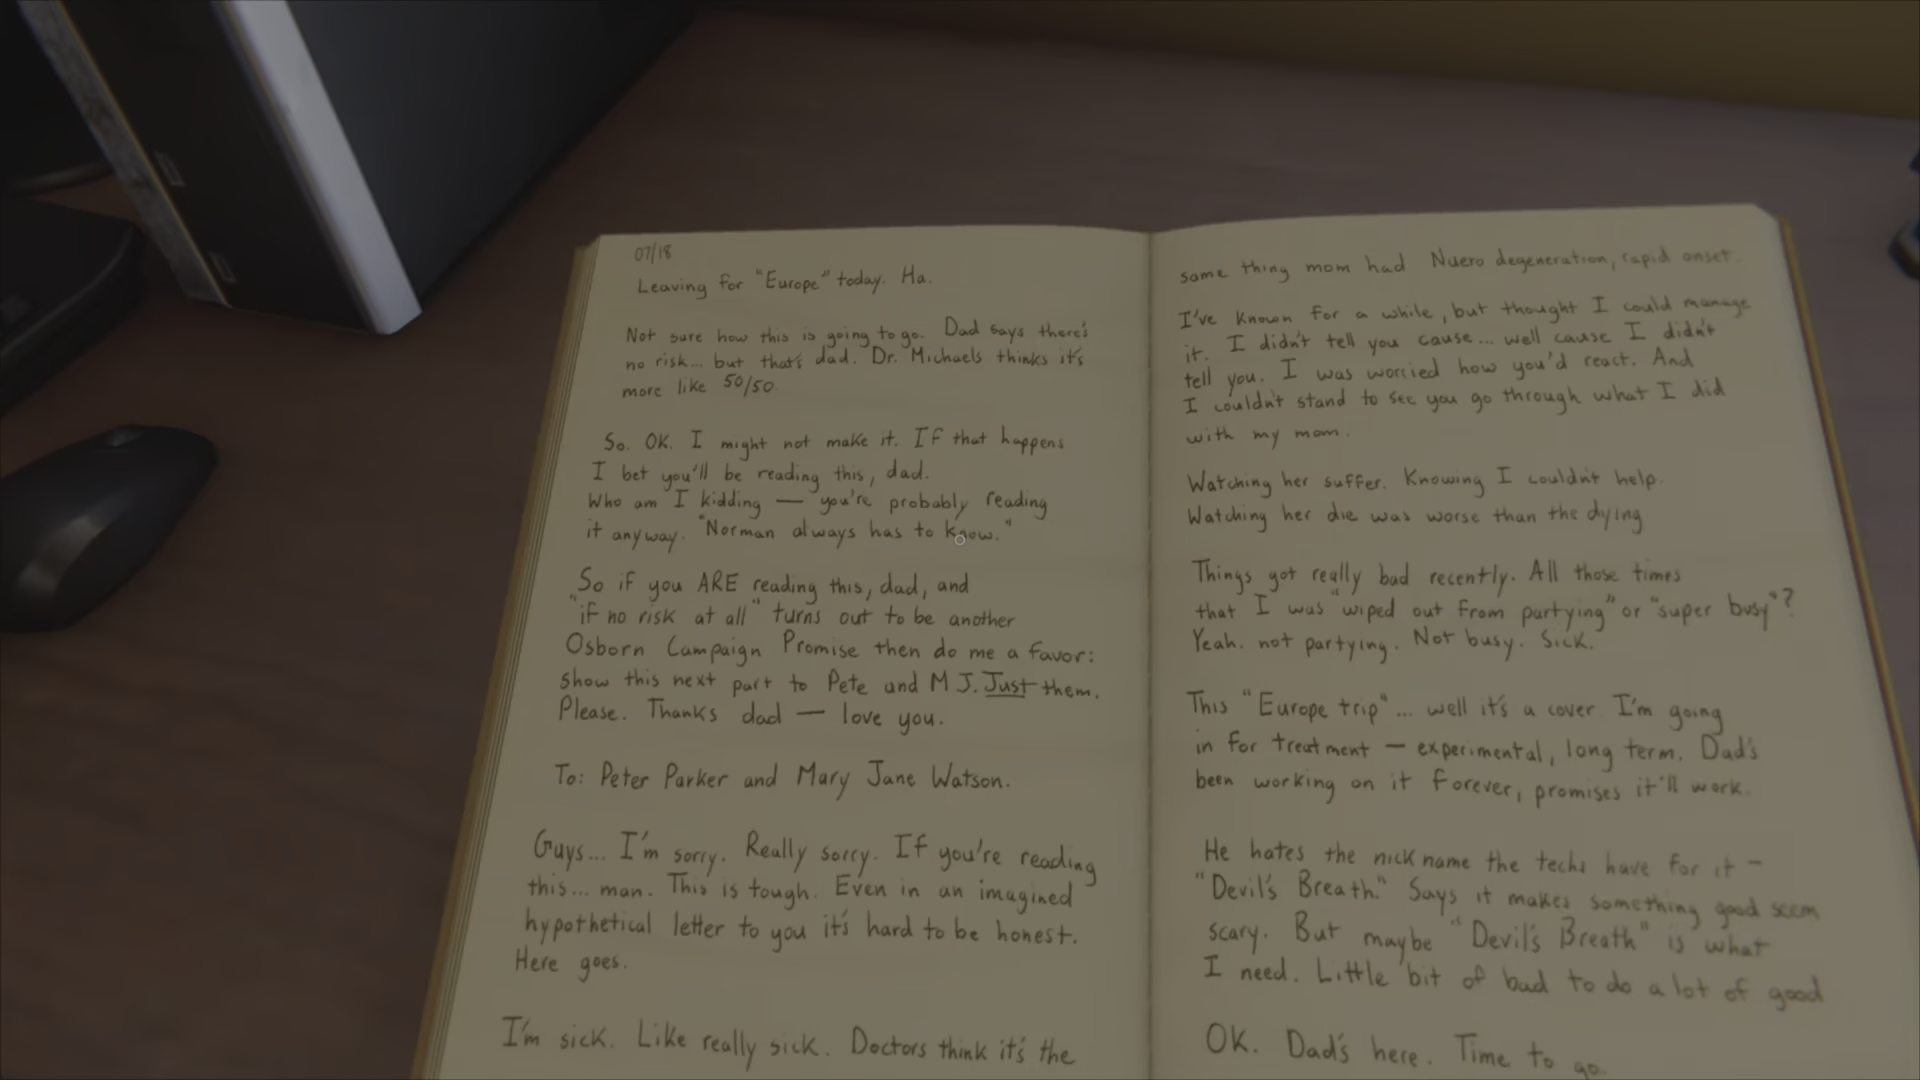 07/18
Leaving for "Europe" today. Ha.
Not sure how this is going to go. Dad says there's
no risk... but that's dad. Dr. Michaels thinks it's
more like 50/50.
So. OK. I might not make it. IF that happens
I bet you'll be reading this, dad.
Who am I kidding — you're probably reading
it anyway. "Norman always has to know."
So if you ARE reading this, dad, and
"if no risk at all" turns out to be another
Osborn Campaign Promise then do me a favor:
show this next part to Pete and MJ. Just them.
Please. Thanks dad — love you.
To: Peter Parker and Mary Jane Watson.
Guys... I'm sorry. Really sorry. If you're reading
this... man. This is tough. Even in an imagined
hypothetical letter to you it's hard to be honest.
Here goes.
I'm sick. Like really sick. Doctors think it's the
same thing mom had Nuero degeneration, rapid onset.
I've known for a while, but thought I could manage
it. I didn't tell you cause... well cause I didn't
tell you. I was worried how you'd react. And
I couldn't stand to see you go through what I did
with my mom.
Watching her suffer. Knowing I couldn't help.
Watching her die was worse than the dying
Things got really bad recently. All those times
that I was "wiped out from partying" or "super busy"?
Yeah. not partying. Not busy. Sick.
This "Europe trip"... well it's a cover. I'm going
in for treatment — experimental, long term. Dad's
been working on it forever, promises it'll work.
He hates the nickname the techs have for it —
"Devil's Breath." Says it makes something good seem
scary. But maybe "Devil's Breath" is what
I need. Little bit of bad to do a lot of good
OK. Dad's here. Time to go.